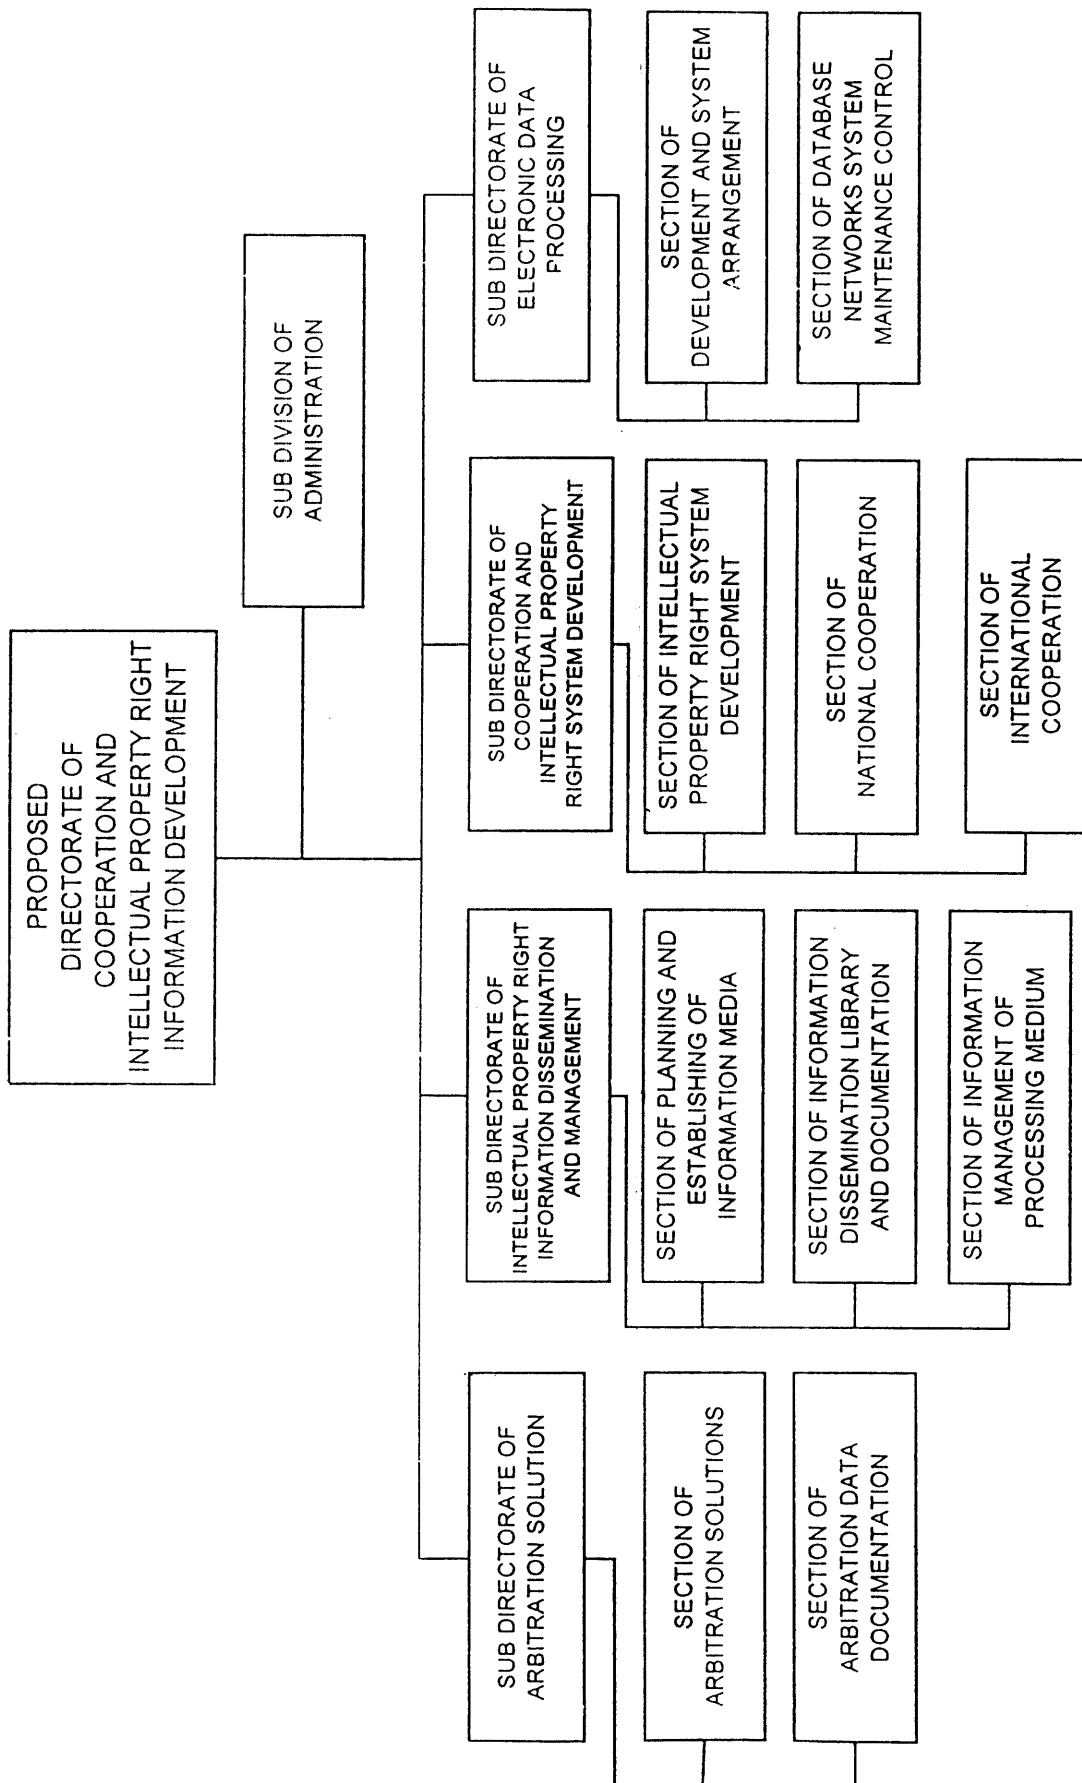 PROPOSED
DIRECTORATE OF
COOPERATION AND
INTELLECTUAL PROPERTY RIGHT
INFORMATION DEVELOPMENT
SUB DIVISION OF
ADMINISTRATION
SUB DIRECTORATE OF
ARBITRATION SOLUTION
SECTION OF
ARBITRATION SOLUTIONS
SECTION OF
ARBITRATION DATA
DOCUMENTATION
SUB DIRECTORATE OF
INTELLECTUAL PROPERTY RIGHT
INFORMATION DISSEMINATION
AND MANAGEMENT
SECTION OF PLANNING AND
ESTABLISHING OF
INFORMATION MEDIA
SECTION OF INFORMATION
DISSEMINATION LIBRARY
AND DOCUMENTATION
SECTION OF INFORMATION
MANAGEMENT OF
PROCESSING MEDIUM
SUB DIRECTORATE OF
COOPERATION AND
INTELLECTUAL PROPERTY
RIGHT SYSTEM DEVELOPMENT
SECTION OF INTELLECTUAL
PROPERTY RIGHT SYSTEM
DEVELOPMENT
SECTION OF
NATIONAL COOPERATION
SECTION OF
INTERNATIONAL
COOPERATION
SUB DIRECTORATE OF
ELECTRONIC DATA
PROCESSING
SECTION OF
DEVELOPMENT AND SYSTEM
ARRANGEMENT
SECTION OF DATABASE
NETWORKS SYSTEM
MAINTENANCE CONTROL